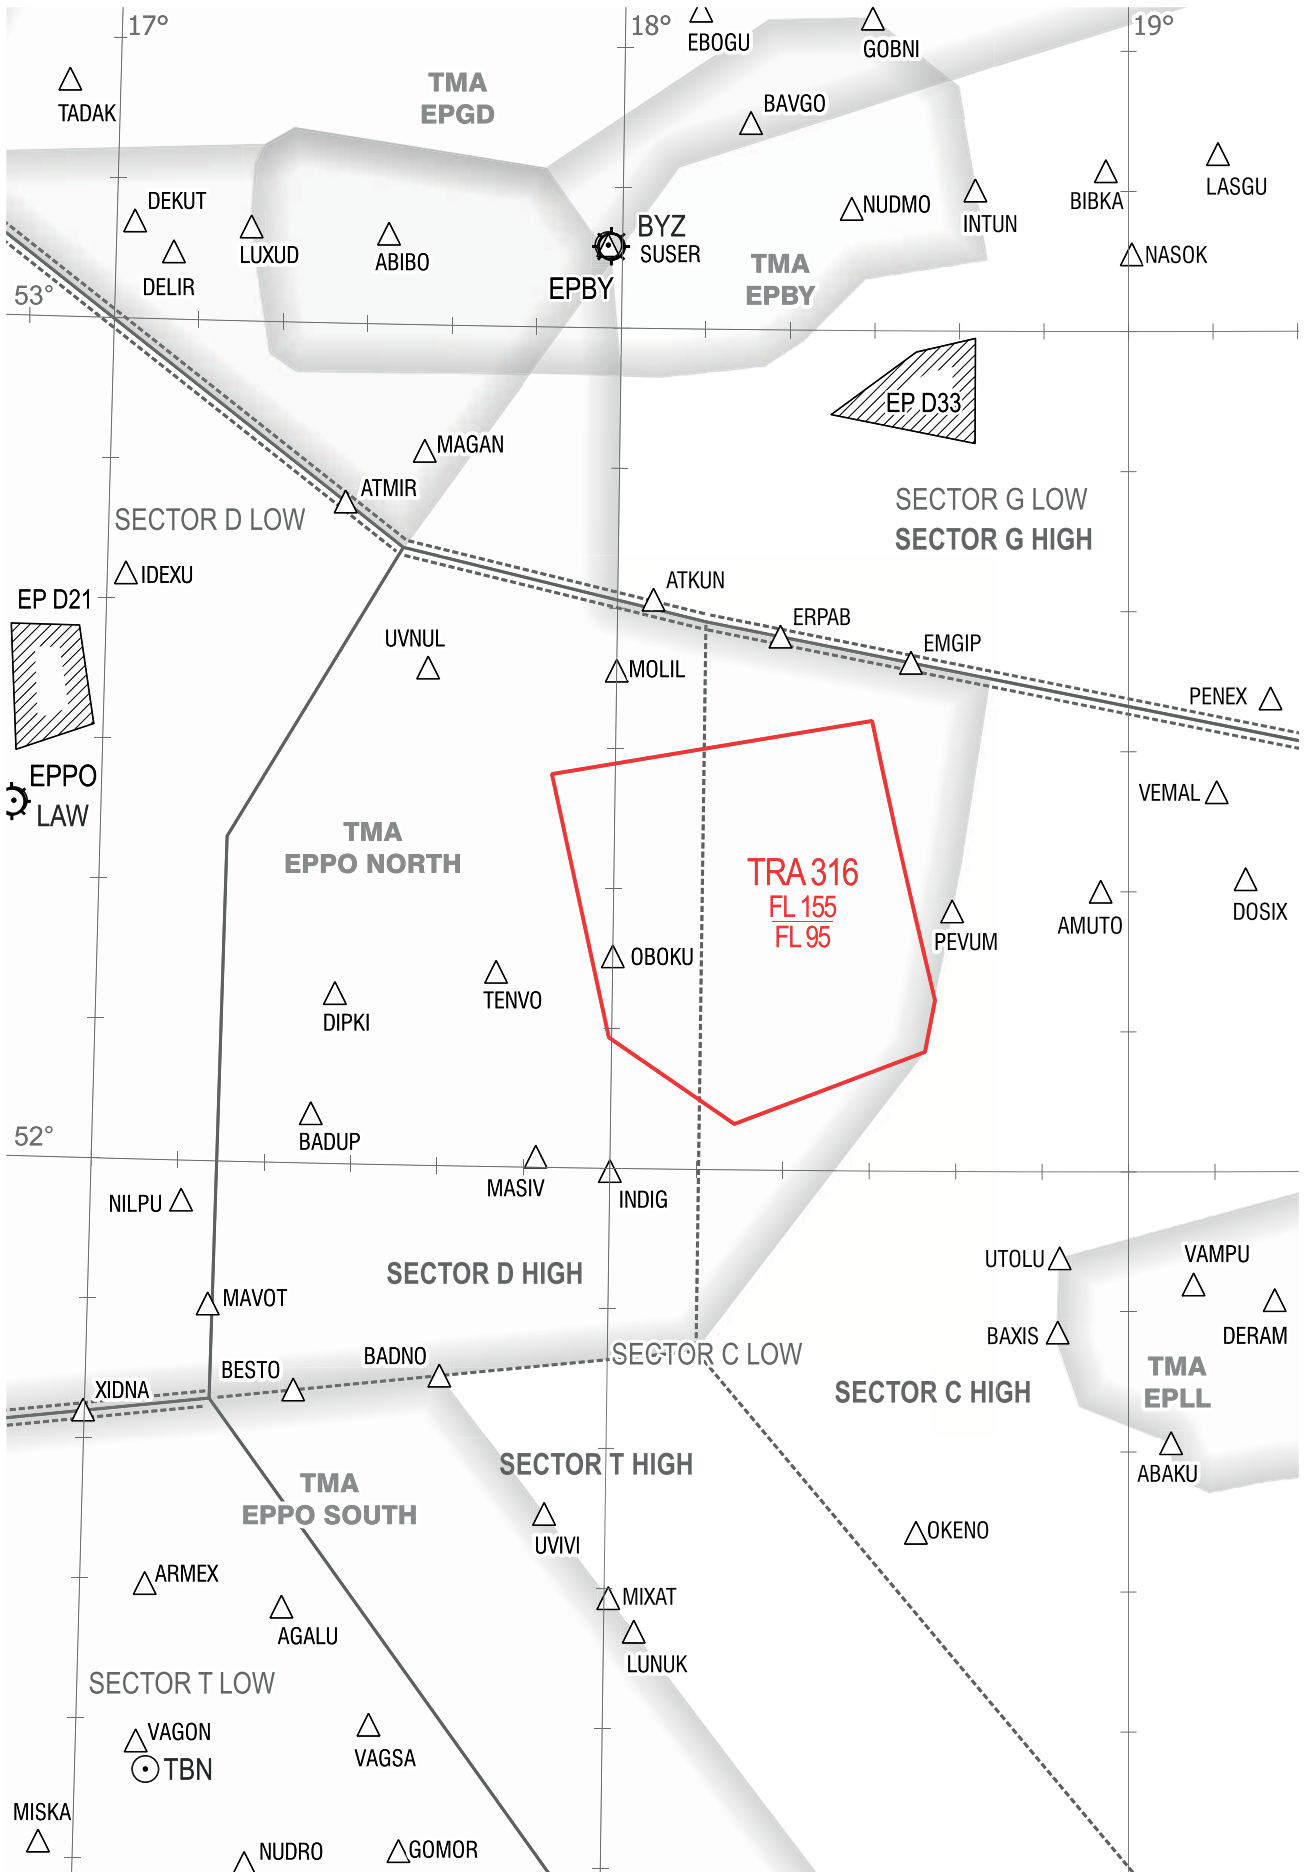 17°
18°
19°
EBOGU
GOBNI
TADAK
TMA
EPGD
BAVGO
DEKUT
LUXUD
ABIBO
DELIR
BYZ
SUSER
EPBY
NUDMO
INTUN
BIBKA
LASGU
NASOK
TMA
EPBY
53°
EP D33
MAGAN
ATMIR
SECTOR D LOW
SECTOR G LOW
SECTOR G HIGH
IDEXU
EP D21
ATKUN
ERPAB
EMGIP
UVNUL
MOLIL
PENEX
EPPO
LAW
VEMAL
TMA
EPPO NORTH
TRA 316
FL 155
FL 95
PEVUM
AMUTO
DOSIX
OBOKU
TENVO
DIPKI
BADUP
52°
MASIV
INDIG
NILPU
SECTOR D HIGH
UTOLU
VAMPU
MAVOT
BAXIS
DERAM
BADNO
SECTOR C LOW
BESTO
SECTOR C HIGH
TMA
EPLL
XIDNA
SECTOR T HIGH
ABAKU
TMA
EPPO SOUTH
UVIVI
OKENO
ARMEX
MIXAT
AGALU
LUNUK
SECTOR T LOW
VAGON
TBN
VAGSA
MISKA
NUDRO
GOMOR